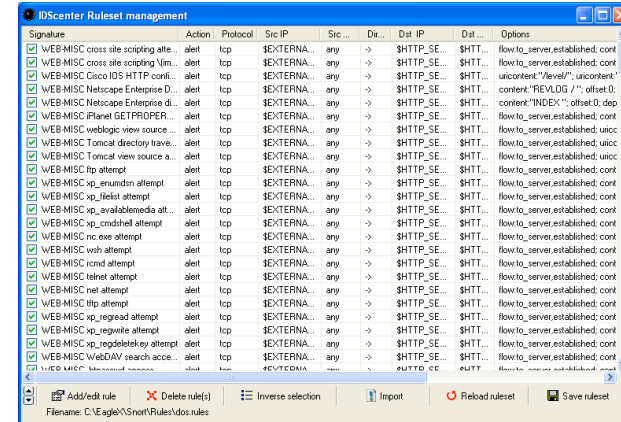 IDScenter Ruleset management
Signature Action Protocol Src IP Src ... Dir... Dst IP Dst ... Options
WEB-MISC cross site scripting atte... alert tcp $EXTERNA... any -> $HTTP_SE... $HTT... flow:to_server,established; cont
WEB-MISC cross site scripting \(im... alert tcp $EXTERNA... any -> $HTTP_SE... $HTT... flow:to_server,established; cont
WEB-MISC Cisco IOS HTTP confi... alert tcp $EXTERNA... any -> $HTTP_SE... $HTT... uricontent:"/level/"; uricontent:"
WEB-MISC Netscape Enterprise D... alert tcp $EXTERNA... any -> $HTTP_SE... $HTT... content:"REVLOG / "; offset:0;
WEB-MISC Netscape Enterprise di... alert tcp $EXTERNA... any -> $HTTP_SE... $HTT... content:"INDEX "; offset:0; dep
WEB-MISC iPlanet GETPROPER... alert tcp $EXTERNA... any -> $HTTP_SE... $HTT... flow:to_server,established; cont
WEB-MISC weblogic view source ... alert tcp $EXTERNA... any -> $HTTP_SE... $HTT... flow:to_server,established; uricc
WEB-MISC Tomcat directory trave... alert tcp $EXTERNA... any -> $HTTP_SE... $HTT... flow:to_server,established; uricc
WEB-MISC Tomcat view source a... alert tcp $EXTERNA... any -> $HTTP_SE... $HTT... flow:to_server,established; uricc
WEB-MISC ftp attempt alert tcp $EXTERNA... any -> $HTTP_SE... $HTT... flow:to_server,established; cont
WEB-MISC xp_enumdsn attempt alert tcp $EXTERNA... any -> $HTTP_SE... $HTT... flow:to_server,established; cont
WEB-MISC xp_filelist attempt alert tcp $EXTERNA... any -> $HTTP_SE... $HTT... flow:to_server,established; cont
WEB-MISC xp_availablemedia att... alert tcp $EXTERNA... any -> $HTTP_SE... $HTT... flow:to_server,established; cont
WEB-MISC xp_cmdshell attempt alert tcp $EXTERNA... any -> $HTTP_SE... $HTT... flow:to_server,established; cont
WEB-MISC nc.exe attempt alert tcp $EXTERNA... any -> $HTTP_SE... $HTT... flow:to_server,established; cont
WEB-MISC wsh attempt alert tcp $EXTERNA... any -> $HTTP_SE... $HTT... flow:to_server,established; cont
WEB-MISC rcmd attempt alert tcp $EXTERNA... any -> $HTTP_SE... $HTT... flow:to_server,established; cont
WEB-MISC telnet attempt alert tcp $EXTERNA... any -> $HTTP_SE... $HTT... flow:to_server,established; cont
WEB-MISC net attempt alert tcp $EXTERNA... any -> $HTTP_SE... $HTT... flow:to_server,established; cont
WEB-MISC tftp attempt alert tcp $EXTERNA... any -> $HTTP_SE... $HTT... flow:to_server,established; cont
WEB-MISC xp_regread attempt alert tcp $EXTERNA... any -> $HTTP_SE... $HTT... flow:to_server,established; cont
WEB-MISC xp_regwrite attempt alert tcp $EXTERNA... any -> $HTTP_SE... $HTT... flow:to_server,established; cont
WEB-MISC xp_regdeletekey attempt alert tcp $EXTERNA... any -> $HTTP_SE... $HTT... flow:to_server,established; cont
WEB-MISC WebDAV search acce... alert tcp $EXTERNA... any -> $HTTP_SE... $HTT... flow:to_server,established; cont
Add/edit rule Delete rule(s) Inverse selection Import Reload ruleset Save ruleset
Filename: C:\EagleX\Snort\Rules\dos.rules